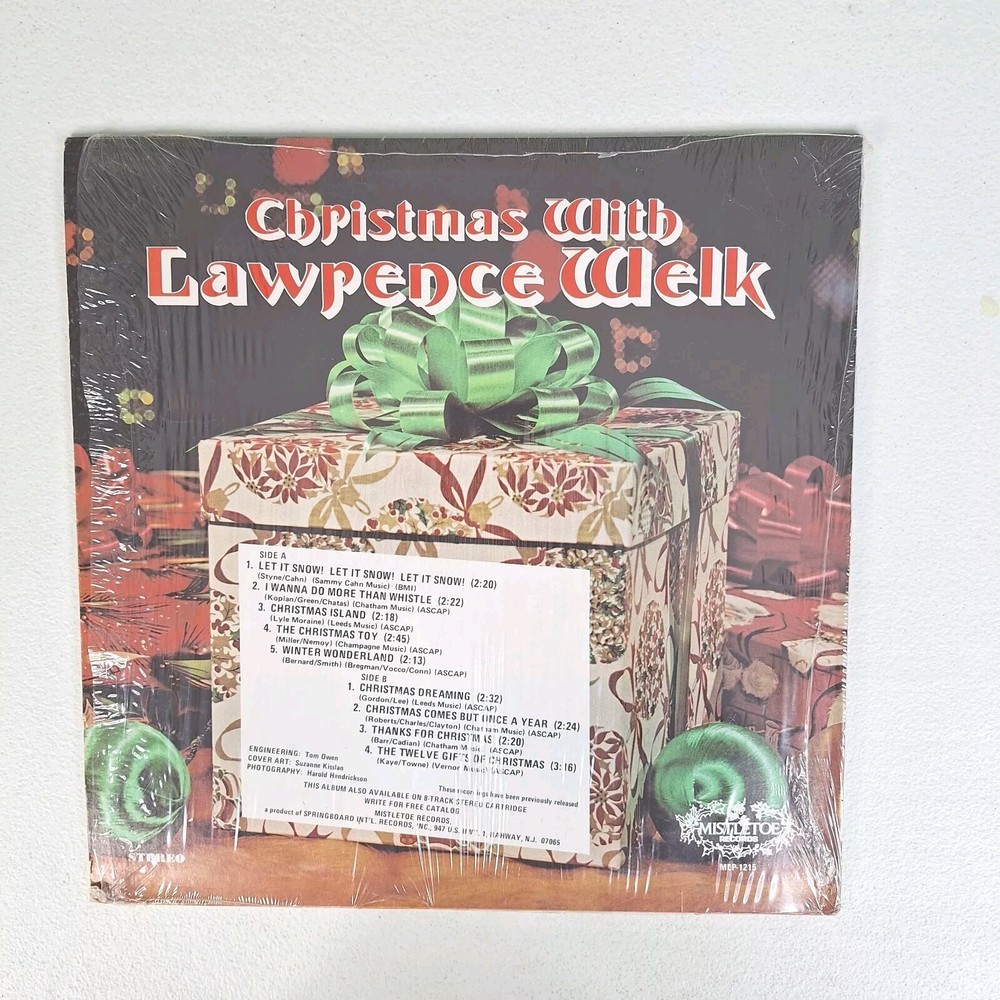 Christmas With
Lawrence Welk
SIDE A
1. LET IT SNOW! LET IT SNOW! LET IT SNOW! (2:20)
(Styne/Cahn) (Sammy Cahn Music) (BMI)
2. I WANNA DO MORE THAN WHISTLE (2:22)
(Koplan/Green/Chatas) (Chatham Music) (ASCAP)
3. CHRISTMAS ISLAND (2:18)
(Lyle Moraine) (Leeds Music) (ASCAP)
4. THE CHRISTMAS TOY (2:45)
(Miller/Nemoy) (Champagne Music) (ASCAP)
5. WINTER WONDERLAND (2:13)
(Bernard/Smith) (Bregman/Vocco/Conn) (ASCAP)
SIDE B
1. CHRISTMAS DREAMING (2:32)
(Gordon/Lee) (Leeds Music) (ASCAP)
2. CHRISTMAS COMES BUT ONCE A YEAR (2:24)
(Roberts/Charles/Clayton) (Chatham Music) (ASCAP)
3. THANKS FOR CHRISTMAS (2:20)
(Barr/Cadian) (Chatham Music) (ASCAP)
4. THE TWELVE GIFTS OF CHRISTMAS (3:16)
(Kaye/Towne) (Vernor Music) (ASCAP)
ENGINEERING: Tom Owen
COVER ART: Suzanne Kisslan
PHOTOGRAPHY: Harold Hendrickson
These recordings have been previously released
THIS ALBUM ALSO AVAILABLE ON 8-TRACK STEREO CARTRIDGE
WRITE FOR FREE CATALOG
MISTLETOE RECORDS,
a product of SPRINGBOARD INT'L. RECORDS, INC., 947 U.S. HWY. 1, RAHWAY, N.J. 07065
STEREO
MISTLETOE
RECORDS
MLP-1215